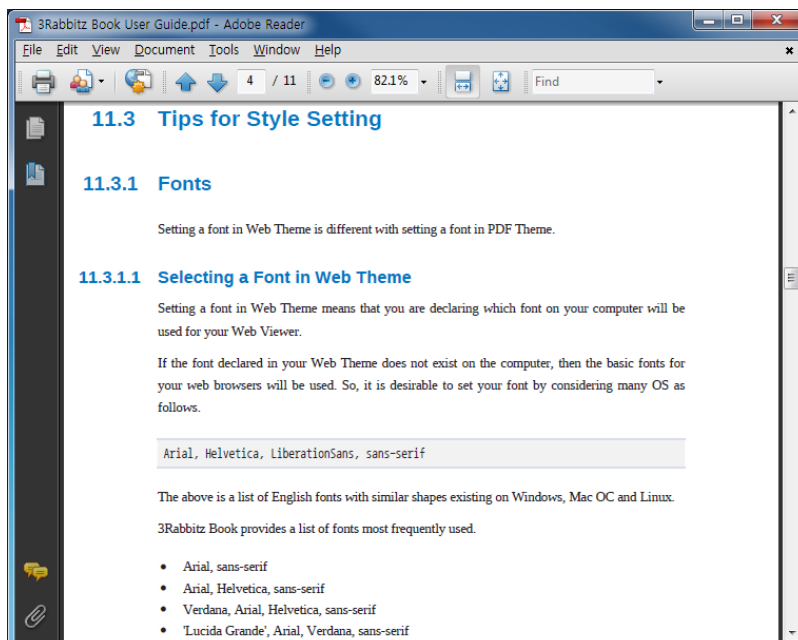 3Rabbitz Book User Guide.pdf - Adobe Reader
File Edit View Document Tools Window Help
4 / 11 82.1% Find
11.3 Tips for Style Setting
11.3.1 Fonts
Setting a font in Web Theme is different with setting a font in PDF Theme.
11.3.1.1 Selecting a Font in Web Theme
Setting a font in Web Theme means that you are declaring which font on your computer will be
used for your Web Viewer.
If the font declared in your Web Theme does not exist on the computer, then the basic fonts for
your web browsers will be used. So, it is desirable to set your font by considering many OS as
follows.
Arial, Helvetica, LiberationSans, sans-serif
The above is a list of English fonts with similar shapes existing on Windows, Mac OC and Linux.
3Rabbitz Book provides a list of fonts most frequently used.
• Arial, sans-serif
• Arial, Helvetica, sans-serif
• Verdana, Arial, Helvetica, sans-serif
• 'Lucida Grande', Arial, Verdana, sans-serif